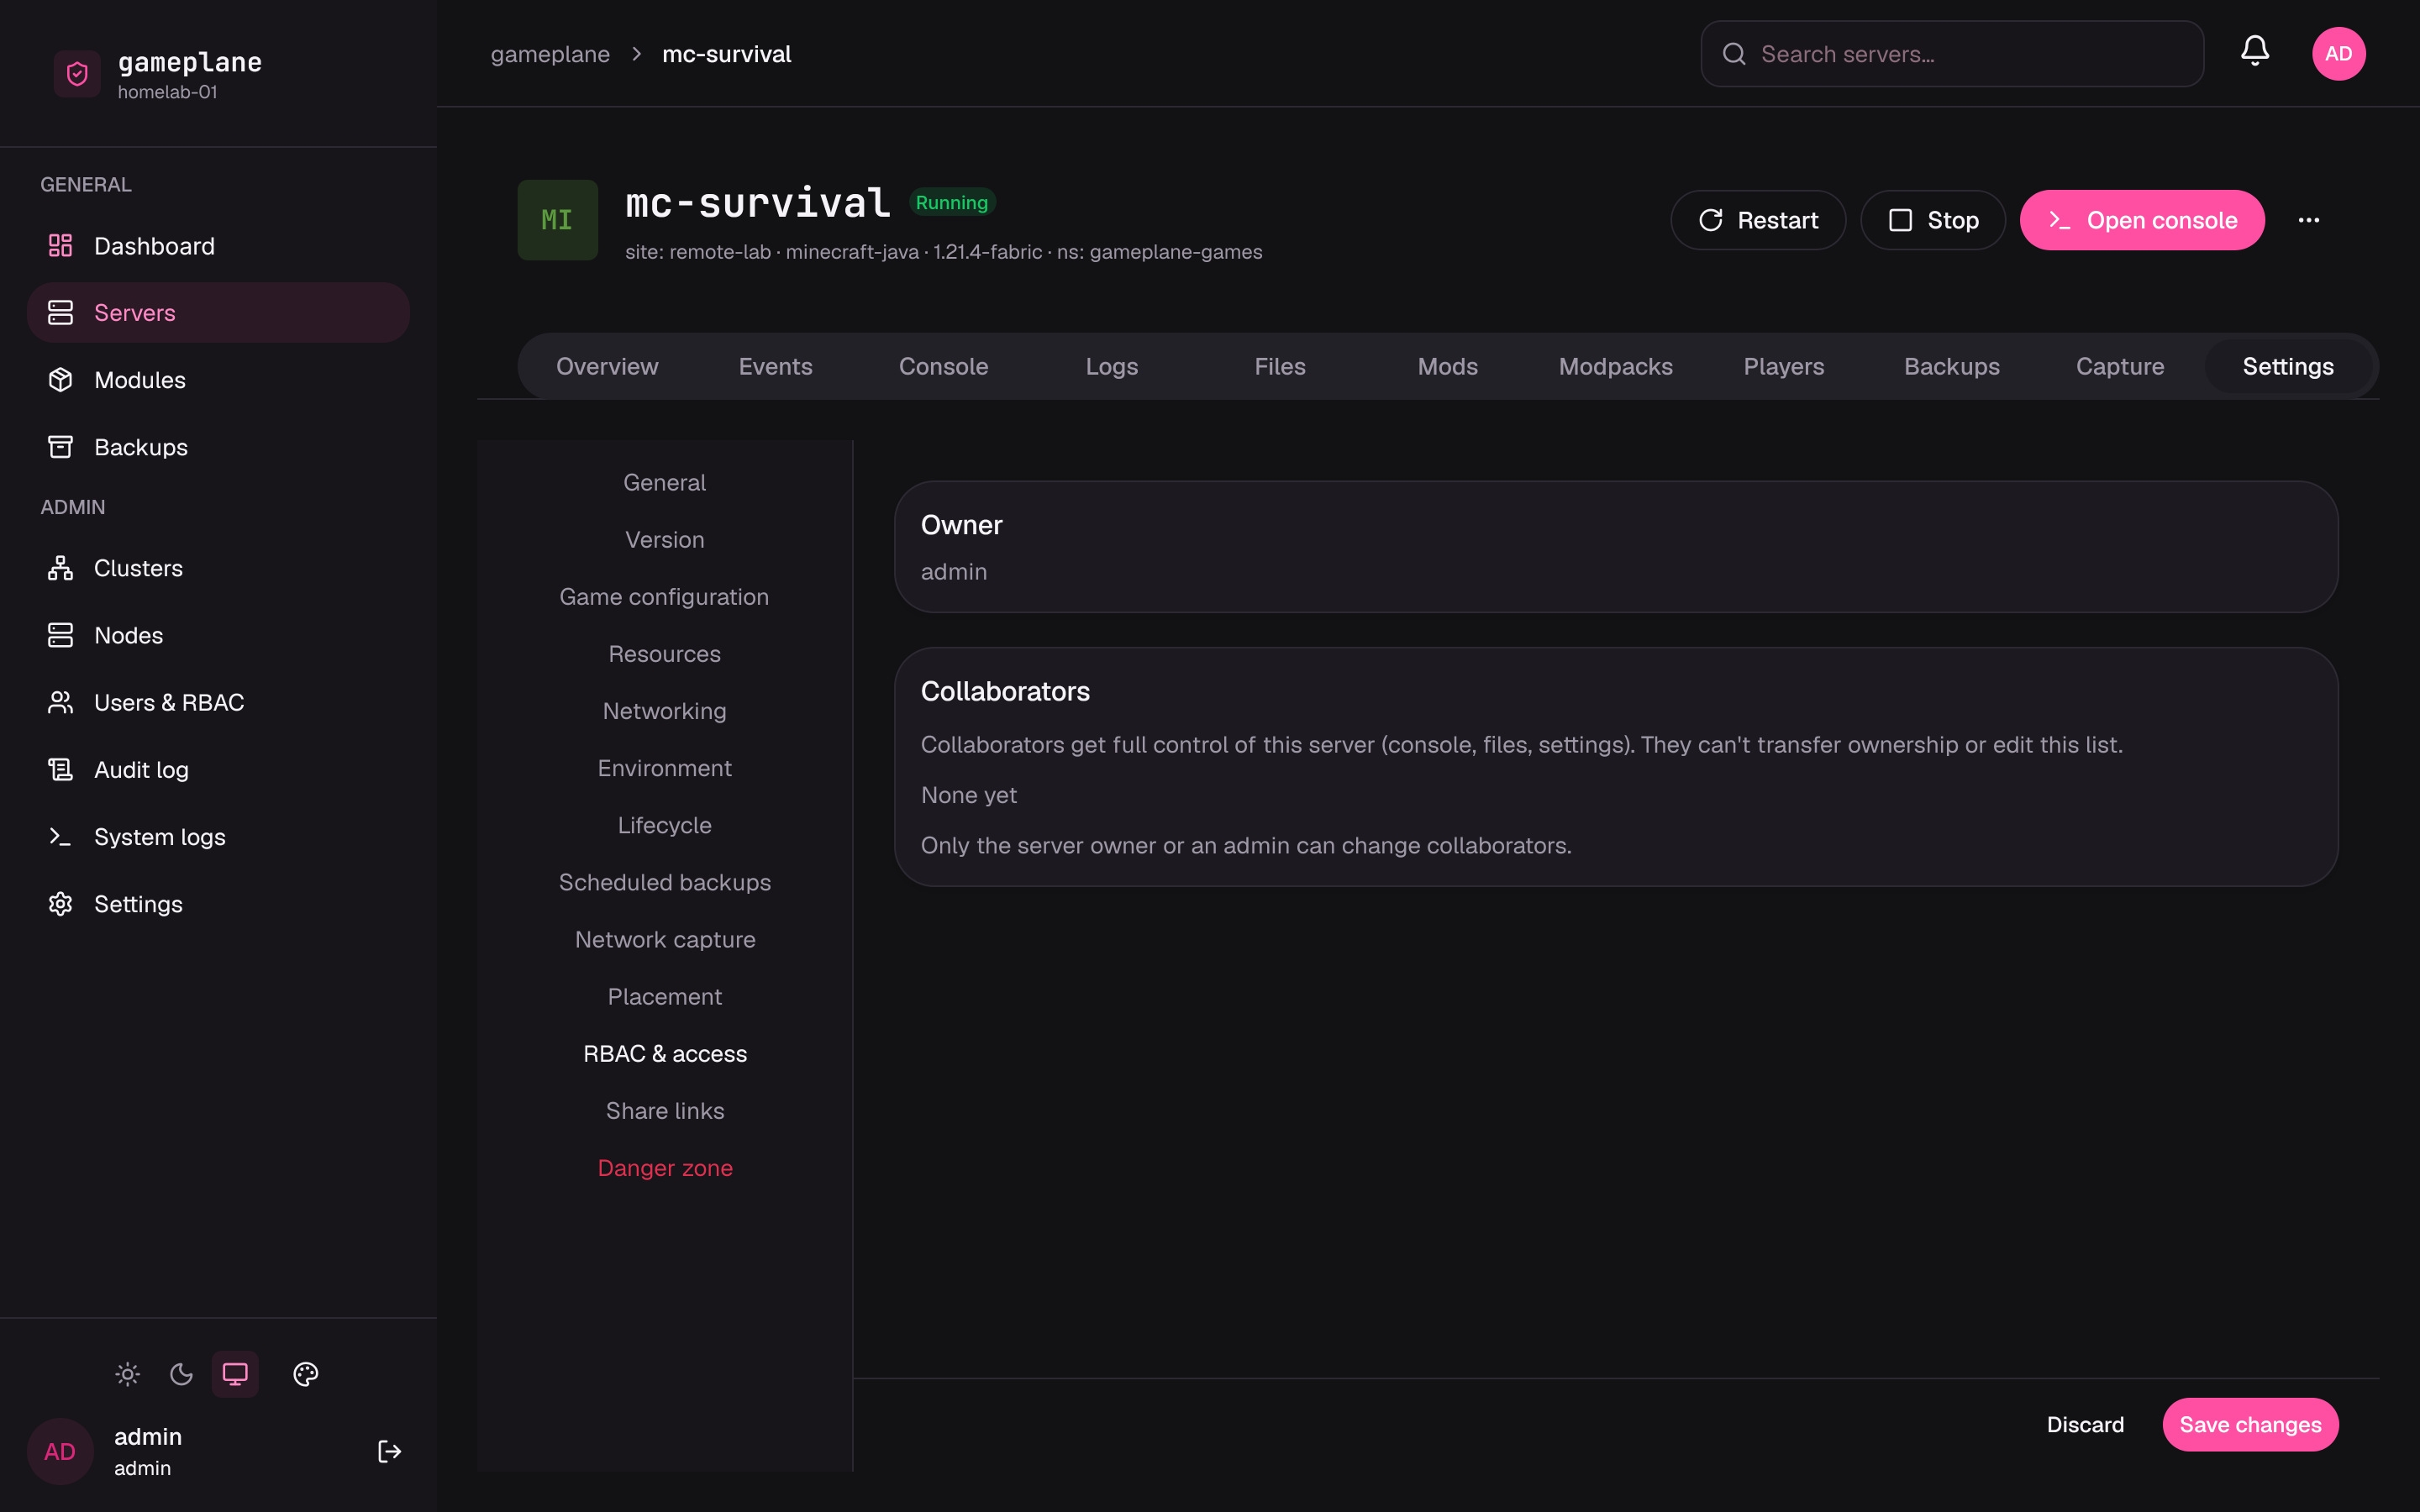 gameplane
homelab-01
GENERAL
Dashboard
Servers
Modules
Backups
ADMIN
Clusters
Nodes
Users & RBAC
Audit log
System logs
Settings
AD
admin
admin
gameplane > mc-survival
Search servers...
AD
MI
mc-survival
Running
site: remote-lab · minecraft-java · 1.21.4-fabric · ns: gameplane-games
Restart
Stop
Open console
Overview
Events
Console
Logs
Files
Mods
Modpacks
Players
Backups
Capture
Settings
General
Version
Game configuration
Resources
Networking
Environment
Lifecycle
Scheduled backups
Network capture
Placement
RBAC & access
Share links
Danger zone
Owner
admin
Collaborators
Collaborators get full control of this server (console, files, settings). They can't transfer ownership or edit this list.
None yet
Only the server owner or an admin can change collaborators.
Discard
Save changes